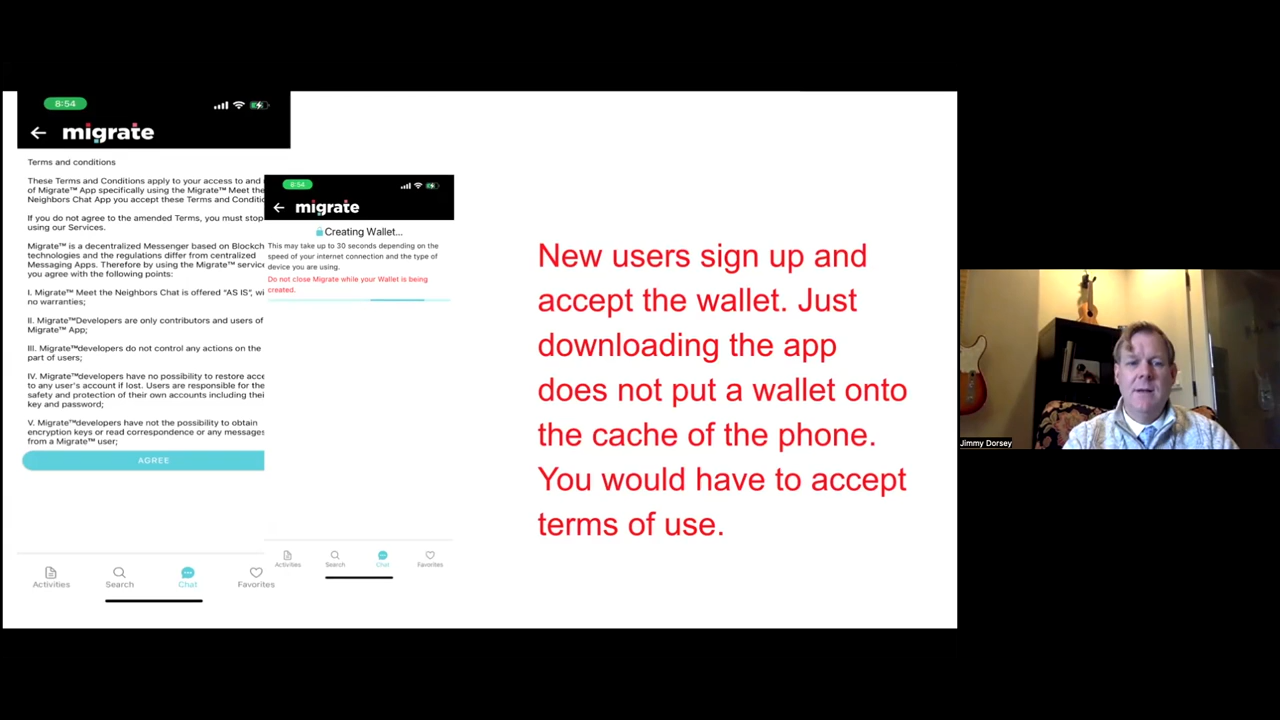 8:54
migrate
Terms and conditions
These Terms and Conditions apply to your access to and
of Migrate™ App specifically using the Migrate™ Meet the
Neighbors Chat App you accept these Terms and
If you do not agree to the amended Terms, you must stop
using our Services.
Migrate™ is a decentralized Messenger based on
technologies and the regulations differ from centralized
Messaging Apps. Therefore by using the Migrate™
you agree with the following points:
I. Migrate™ Meet the Neighbors Chat is offered “AS IS”,
no warranties;
II. Migrate™Developers are only contributors and users of
Migrate™ App;
III. Migrate™developers do not control any actions on the
part of users;
IV. Migrate™developers have no possibility to restore
to any user's account if lost. Users are responsible for the
safety and protection of their own accounts including
key and password;
V. Migrate™developers have not the possibility to obtain
encryption keys or read correspondence or any messages
from a Migrate™ user;
AGREE
Activities Search Chat Favorites
8:54
migrate
Creating Wallet...
This may take up to 30 seconds depending on the
speed of your internet connection and the type of
device you are using.
Do not close Migrate while your Wallet is being
created.
Activities Search Chat Favorites
New users sign up and
accept the wallet. Just
downloading the app
does not put a wallet onto
the cache of the phone.
You would have to accept
terms of use.
Jimmy Dorsey